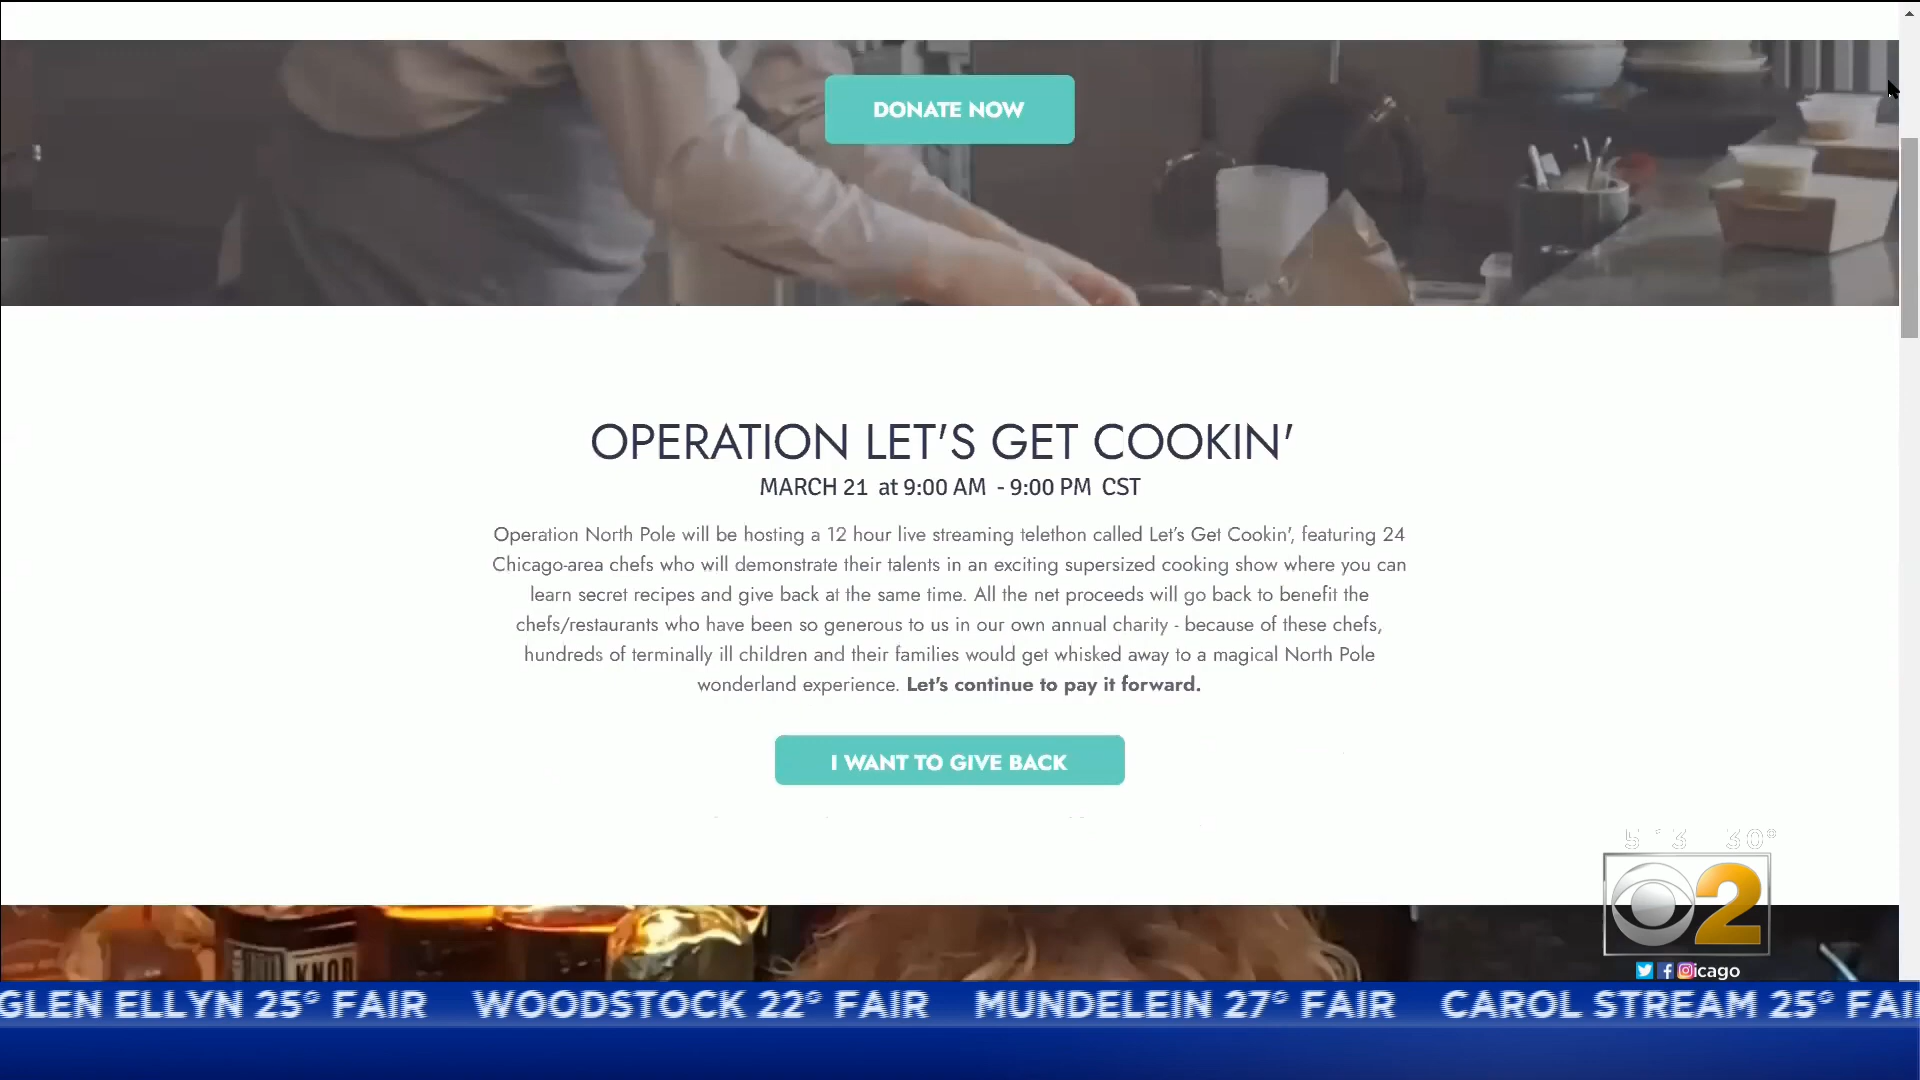 DONATE NOW
OPERATION LET'S GET COOKIN'
MARCH 21 at 9:00 AM - 9:00 PM CST
Operation North Pole will be hosting a 12 hour live streaming telethon called Let's Get Cookin', featuring 24
Chicago-area chefs who will demonstrate their talents in an exciting supersized cooking show where you can
learn secret recipes and give back at the same time. All the net proceeds will go back to benefit the
chefs/restaurants who have been so generous to us in our own annual charity - because of these chefs,
hundreds of terminally ill children and their families would get whisked away to a magical North Pole
wonderland experience. Let's continue to pay it forward.
I WANT TO GIVE BACK
5 13 30°
2
icago
KNOB
GLEN ELLYN 25° FAIR WOODSTOCK 22° FAIR MUNDELEIN 27° FAIR CAROL STREAM 25° FAI